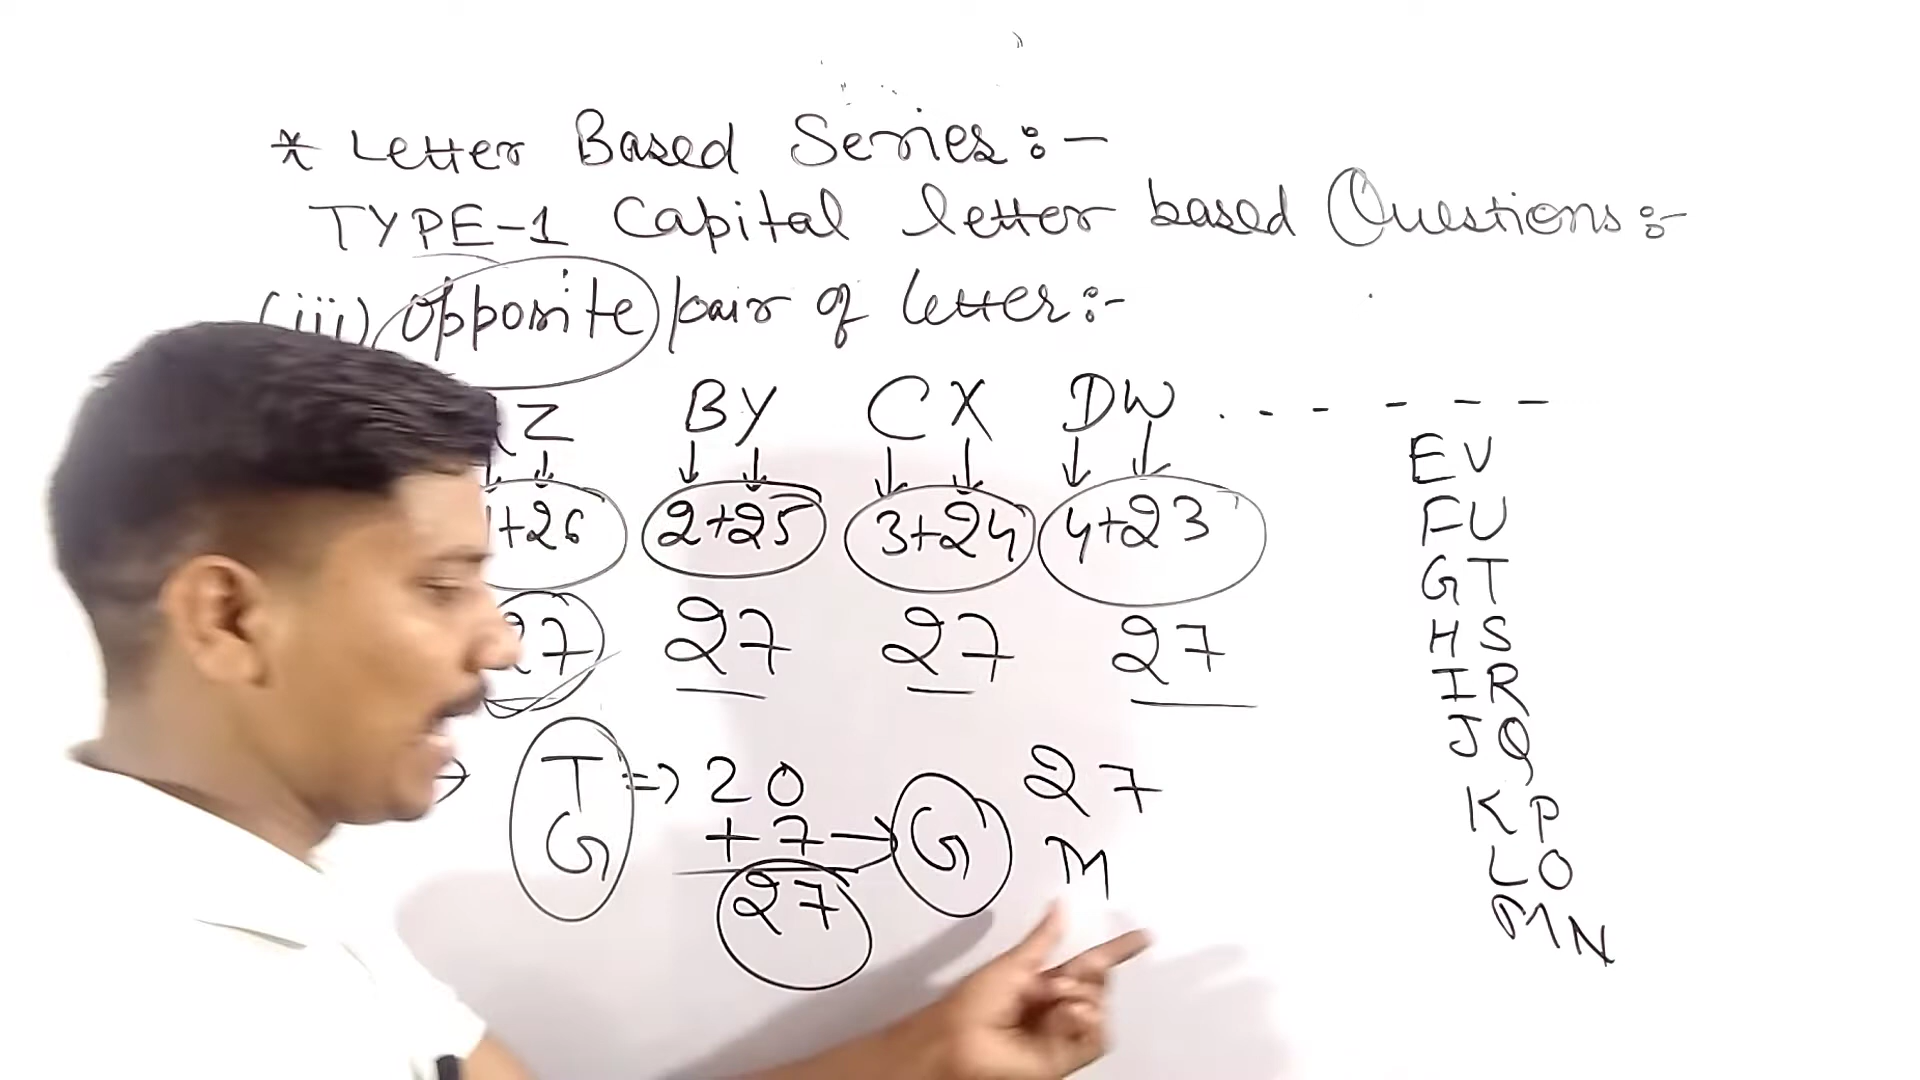 * Letter Based Series:-
TYPE-1 Capital letter based Questions:-
(iii) Opposite pair of letter:-
Z BY CX DW . - - - - -
+26 2+25 3+24 4+23
27 27 27 27
T => 20
G +7 → G
27
27
M
EV
FU
GT
HS
IR
JQ
KP
LO
MN